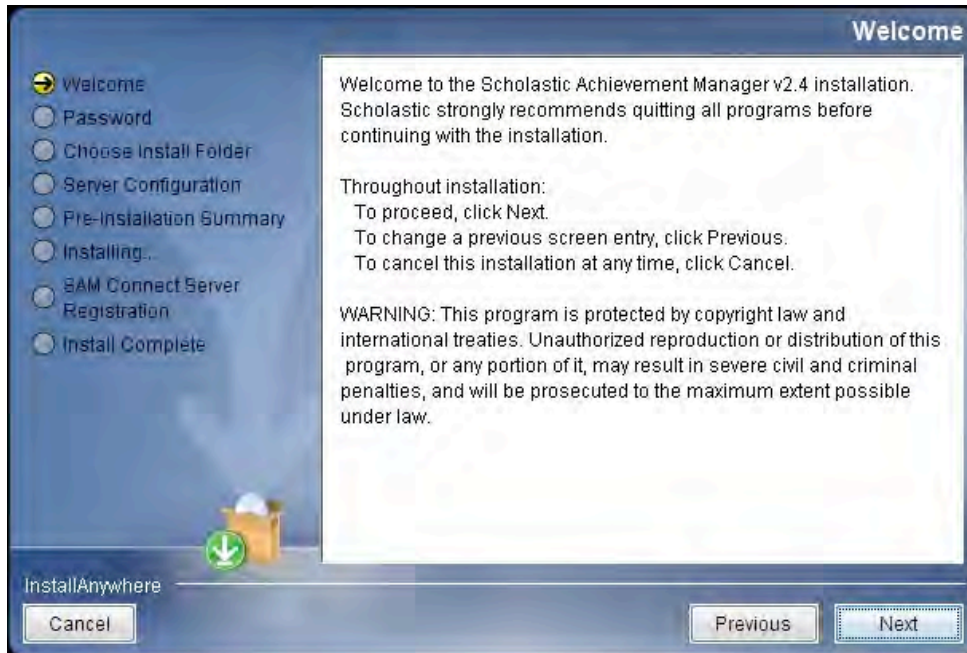 Welcome
Welcome
Password
Choose Install Folder
Server Configuration
Pre-Installation Summary
Installing...
SAM Connect Server
Registration
Install Complete
Welcome to the Scholastic Achievement Manager v2.4 installation.
Scholastic strongly recommends quitting all programs before
continuing with the installation.
Throughout installation:
To proceed, click Next.
To change a previous screen entry, click Previous.
To cancel this installation at any time, click Cancel.
WARNING: This program is protected by copyright law and
international treaties. Unauthorized reproduction or distribution of this
program, or any portion of it, may result in severe civil and criminal
penalties, and will be prosecuted to the maximum extent possible
under law.
InstallAnywhere
Cancel
Previous
Next